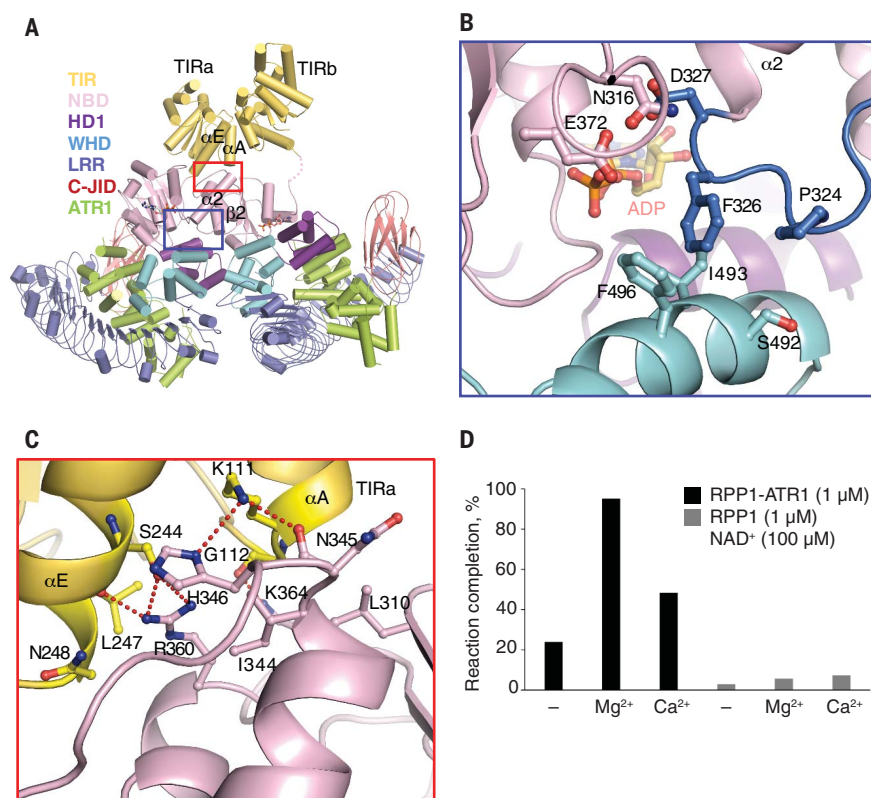 A
TIRa
TIRb
TIR
NBD
HD1
WHD
LRR
C-JID
ATR1
αE
αA
α2
β2
B
α2
D327
N316
E372
P324
F326
ADP
I493
F496
S492
C
K111
αA
TIRa
S244
N345
G112
αE
H346
K364
L310
L247
R360
N248
I344
D
Reaction completion, %
100
80
60
40
20
0
RPP1-ATR1 (1 μM)
RPP1 (1 μM)
NAD⁺ (100 μM)
– Mg²⁺ Ca²⁺ – Mg²⁺ Ca²⁺